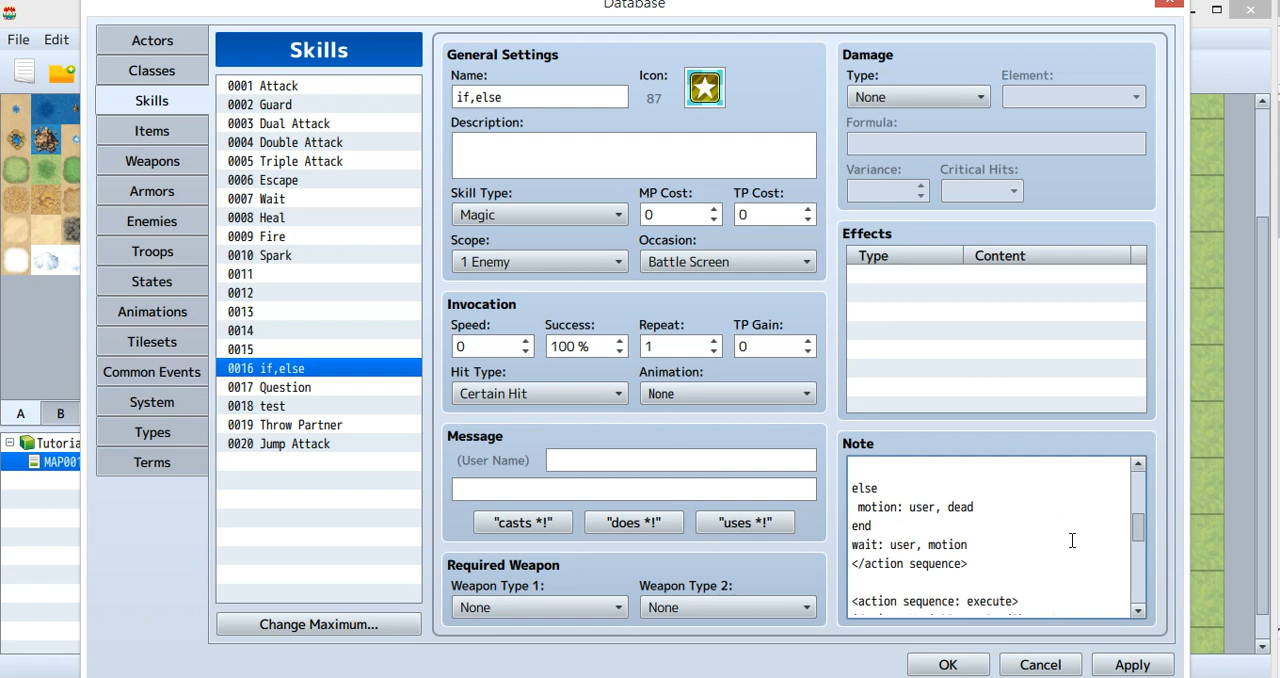 Database
File Edit
Actors
Classes
Skills
Items
Weapons
Armors
Enemies
Troops
States
Animations
Tilesets
Common Events
System
Types
Terms
A B
Tutoria
MAP001
Skills
0001 Attack
0002 Guard
0003 Dual Attack
0004 Double Attack
0005 Triple Attack
0006 Escape
0007 Wait
0008 Heal
0009 Fire
0010 Spark
0011
0012
0013
0014
0015
0016 if,else
0017 Question
0018 test
0019 Throw Partner
0020 Jump Attack
Change Maximum...
General Settings
Name: Icon:
if,else 87
Description:
Skill Type: MP Cost: TP Cost:
Magic 0 0
Scope: Occasion:
1 Enemy Battle Screen
Invocation
Speed: Success: Repeat: TP Gain:
0 100 % 1 0
Hit Type: Animation:
Certain Hit None
Message
(User Name)
"casts *!" "does *!" "uses *!"
Required Weapon
Weapon Type 1: Weapon Type 2:
None None
Damage
Type: Element:
None
Formula:
Variance: Critical Hits:
Effects
Type Content
Note
else
motion: user, dead
end
wait: user, motion
</action sequence>
<action sequence: execute>
OK Cancel Apply